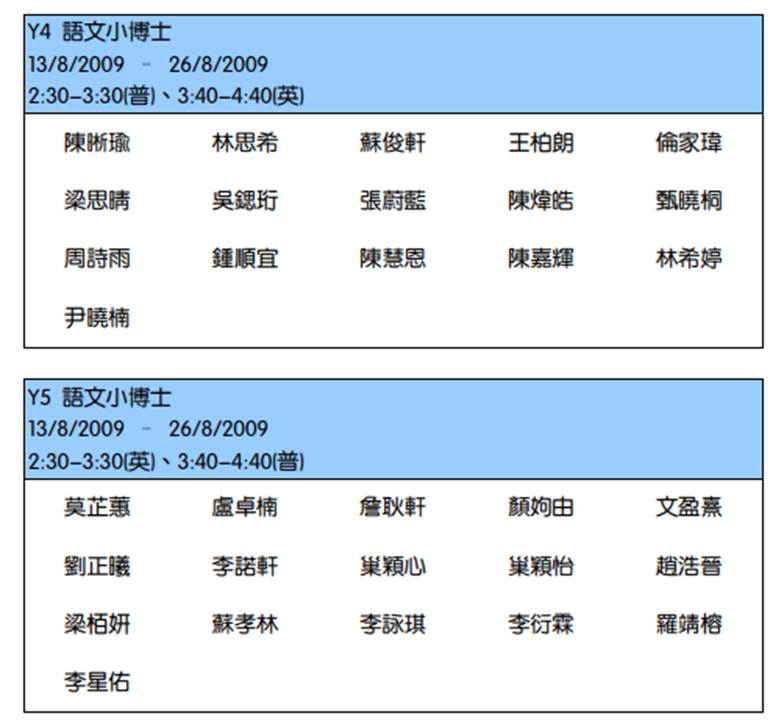 Y4 語文小博士
13/8/2009 - 26/8/2009
2:30-3:30(普)、3:40-4:40(英)
陳晰瑜 林思希 蘇俊軒 王柏朗 倫家瑋
梁思晴 吳鍶珩 張蔚藍 陳煒皓 甄曉桐
周詩雨 鍾順宜 陳慧恩 陳嘉輝 林希婷
尹曉楠
Y5 語文小博士
13/8/2009 - 26/8/2009
2:30-3:30(英)、3:40-4:40(普)
莫芷蕙 盧卓楠 詹耿軒 顏姁由 文盈熹
劉正曦 李諾軒 巢穎心 巢穎怡 趙浩晉
梁栢妍 蘇孝林 李詠琪 李衍霖 羅靖榕
李星佑